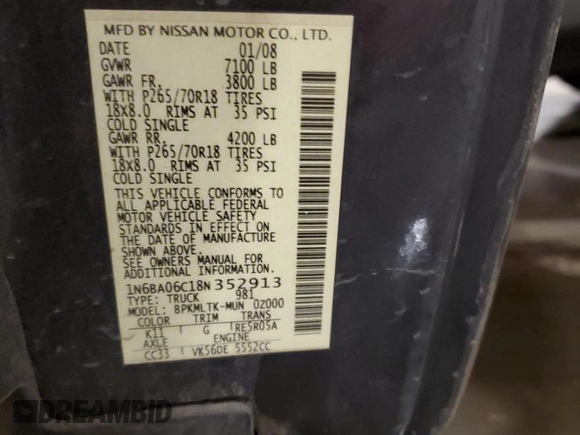 MFD BY NISSAN MOTOR CO., LTD.
DATE 01/08
GVWR 7100 LB
GAWR FR. 3800 LB
WITH P265/70R18 TIRES
18X8.0 RIMS AT 35 PSI
COLD SINGLE
GAWR RR. 4200 LB
WITH P265/70R18 TIRES
18X8.0 RIMS AT 35 PSI
COLD SINGLE
THIS VEHICLE CONFORMS TO
ALL APPLICABLE FEDERAL
MOTOR VEHICLE SAFETY
STANDARDS IN EFFECT ON
THE DATE OF MANUFACTURE
SHOWN ABOVE.
SEE OWNERS MANUAL FOR
ADDITIONAL INFORMATION
1N6BA06C18N352913
TYPE: TRUCK 981
MODEL: BPKMLTK-MUN 0Z000
COLOR TRIM TRANS
K11 G RE5R05A
AXLE ENGINE
CC33 VK56DE 5552CC
DREAMBID